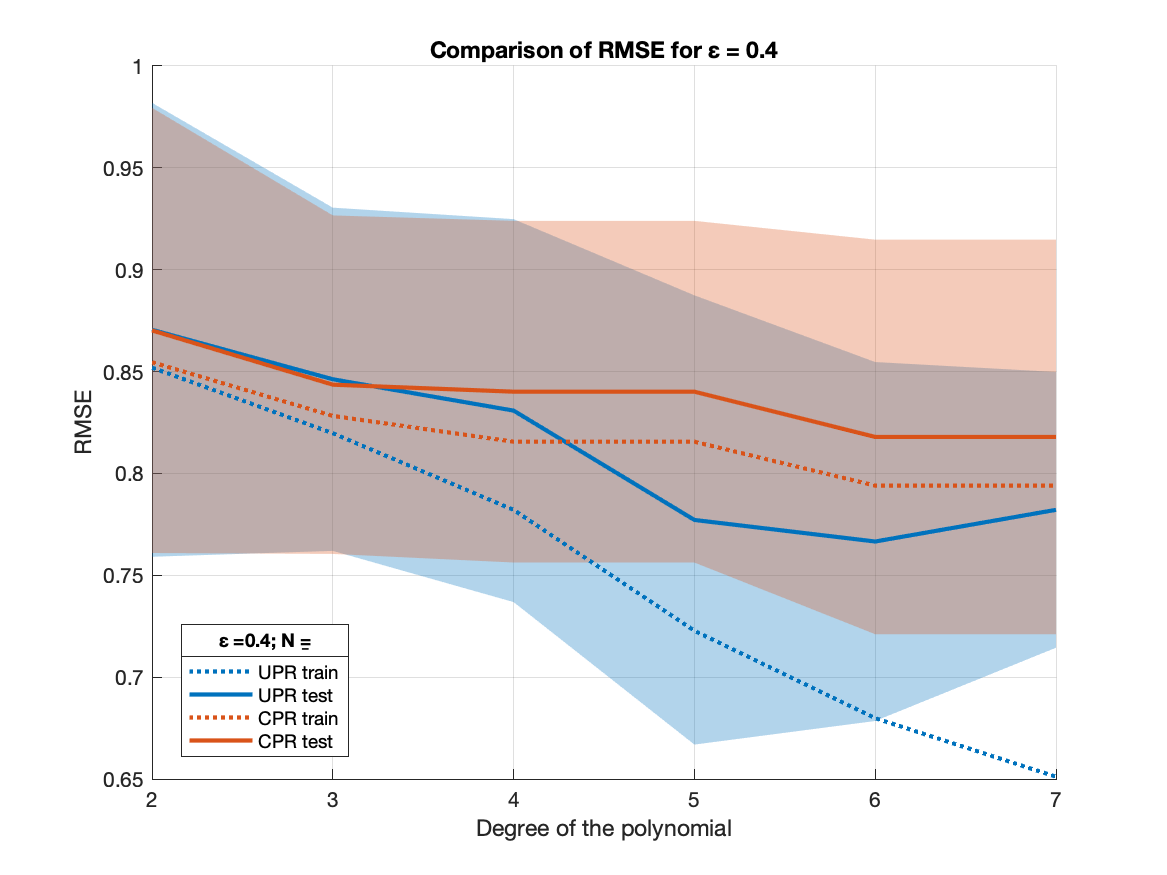 Comparison of RMSE for ε = 0.4
1
0.95
0.9
0.85
0.8
0.75
0.7
0.65
RMSE
2 3 4 5 6 7
Degree of the polynomial
ε =0.4; N =
UPR train
UPR test
CPR train
CPR test